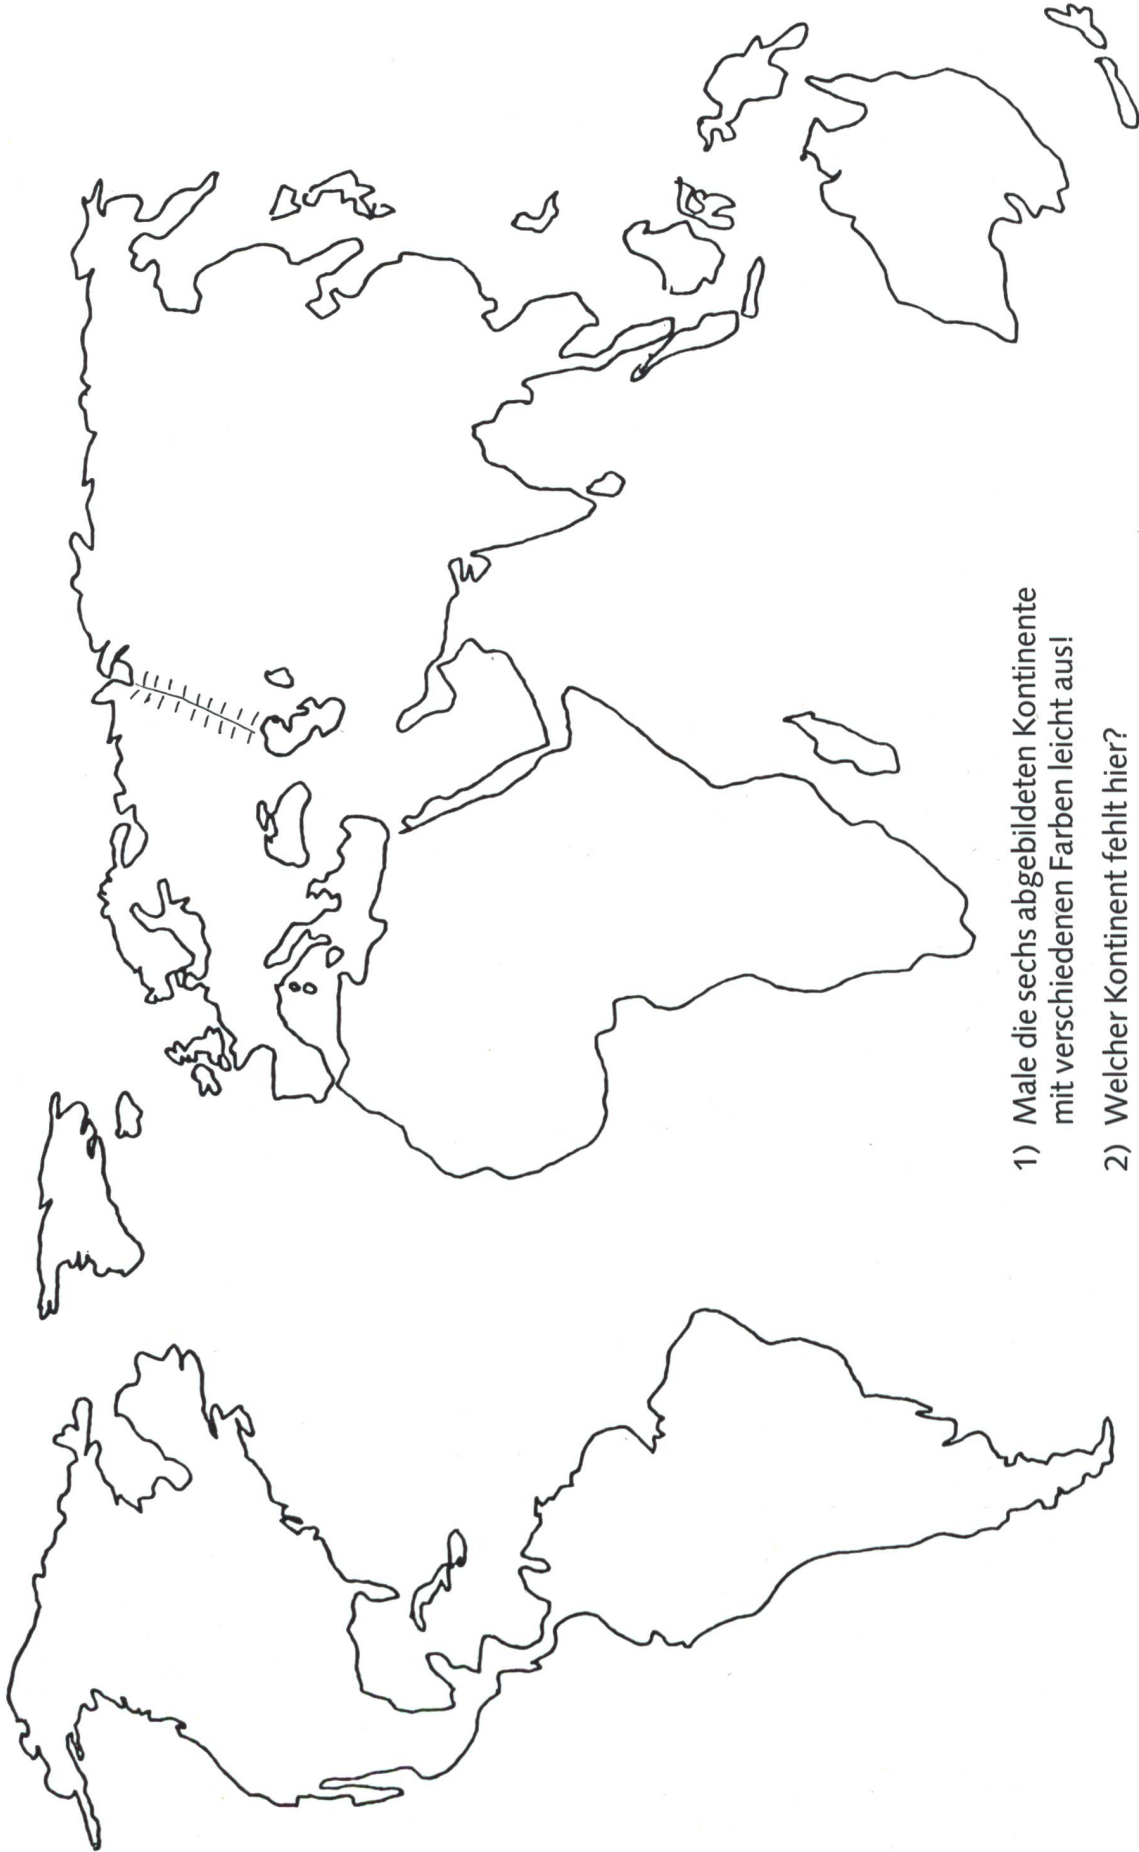 1) Male die sechs abgebildeten Kontinente
mit verschiedenen Farben leicht aus!
2) Welcher Kontinent fehlt hier?